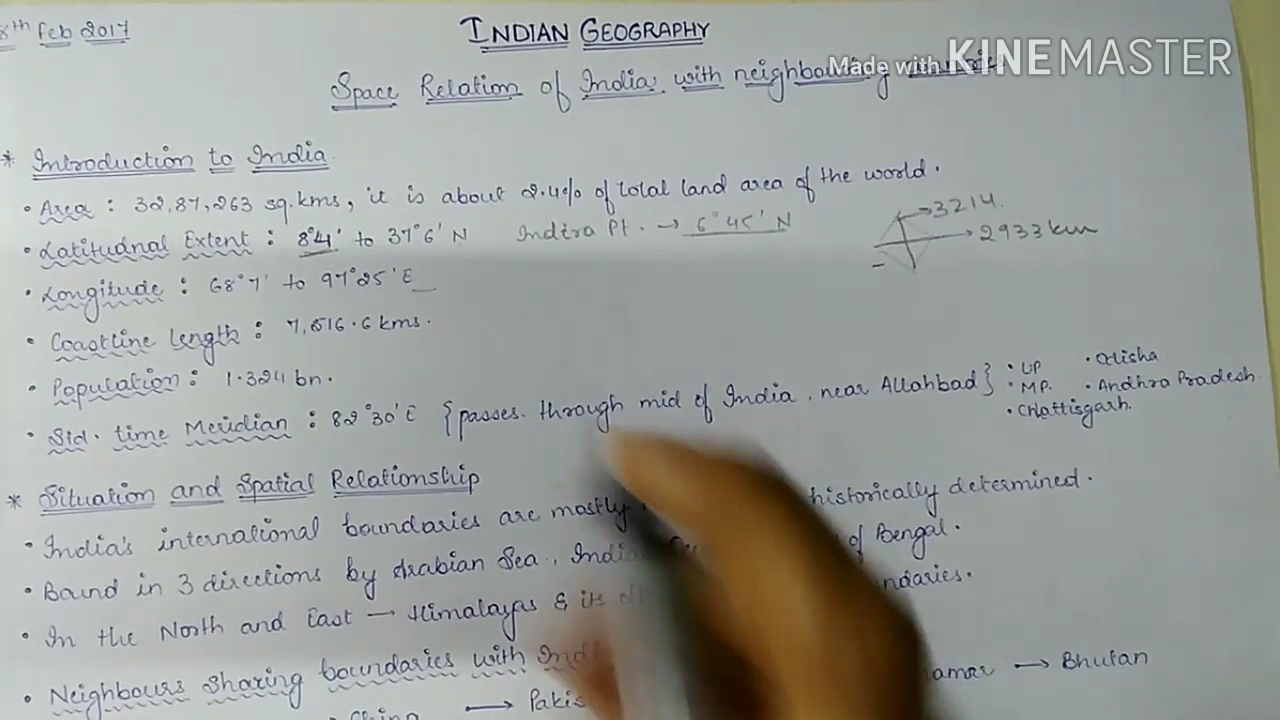 8th Feb 2017
INDIAN GEOGRAPHY
Made with KINEMASTER
Space Relation of India with neighbouring
* Introduction to India
• Area : 32,87,263 sq.kms, it is about 2.4% of total land area of the world.
• Latitudnal Extent : 8°4' to 37°6' N Indira Pt. → 6°45' N
3214.
2933 km
• Longitude : 68°7' to 97°25' E
• Coastline length : 7,516.6 kms.
• Population : 1.324 bn.
• Std. time Meridian : 82°30' E {passes through mid of India, near Allahbad}
• UP
• MP.
• Chattisgarh.
• Orisha
• Andhra Pradesh.
* Situation and Spatial Relationship
• India's international boundaries are mostly historically determined.
• Bound in 3 directions by Arabian Sea, of Bengal.
• In the North and East → Himalayas & its
• Neighbours sharing boundaries with → Bhutan
China →